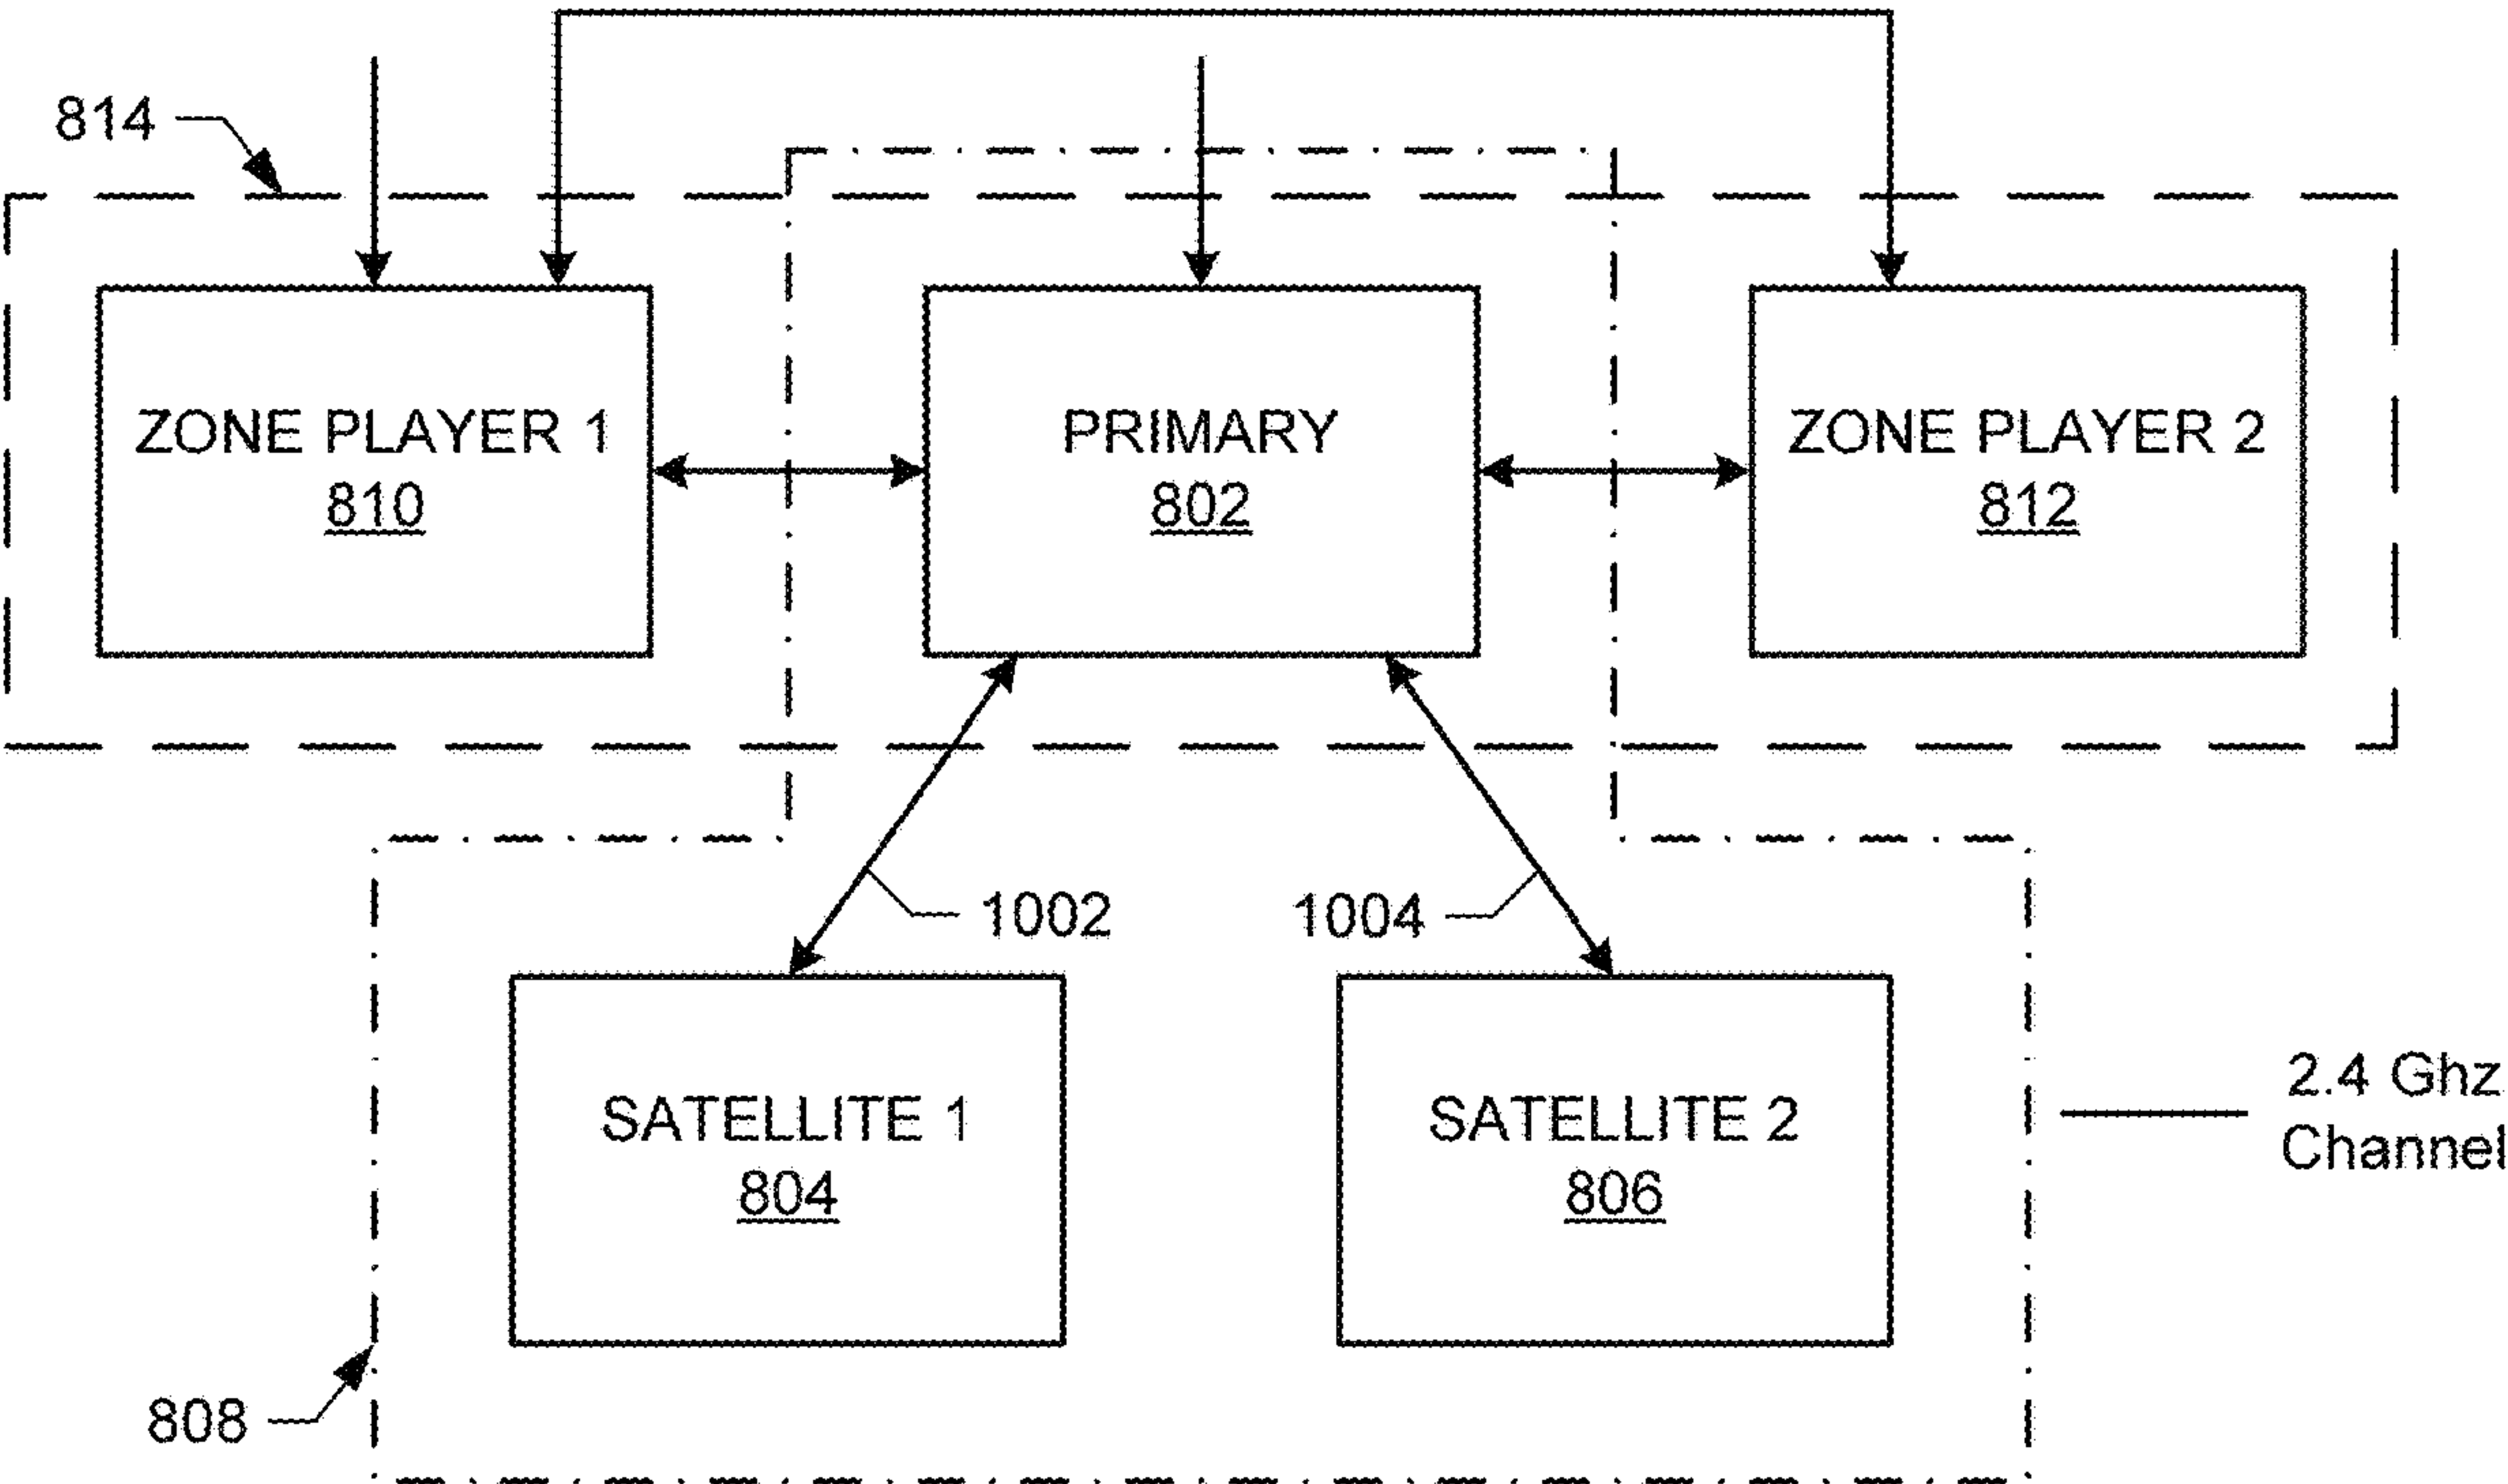 814
ZONE PLAYER 1
810
PRIMARY
802
ZONE PLAYER 2
812
1002
1004
SATELLITE 1
804
SATELLITE 2
806
2.4 Ghz
Channel
808